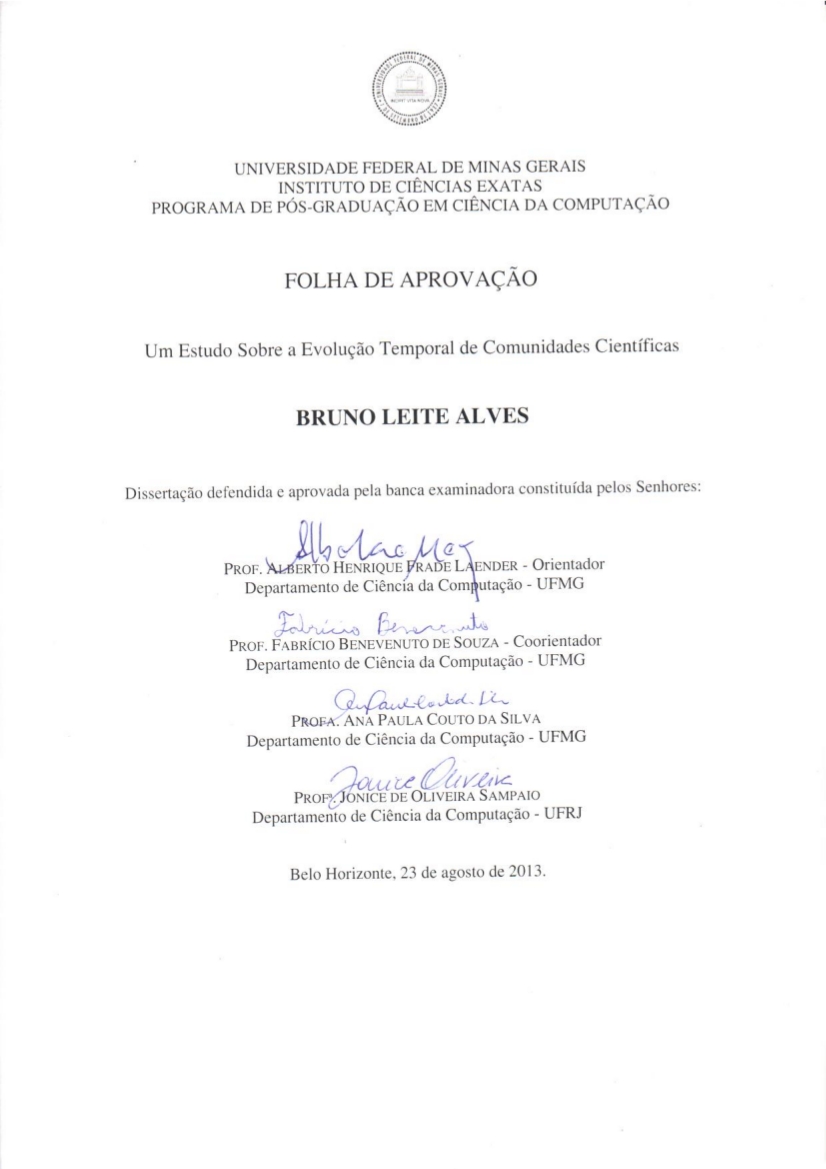 UNIVERSIDADE FEDERAL DE MINAS GERAIS
INSTITUTO DE CIÊNCIAS EXATAS
PROGRAMA DE PÓS-GRADUAÇÃO EM CIÊNCIA DA COMPUTAÇÃO
FOLHA DE APROVAÇÃO
Um Estudo Sobre a Evolução Temporal de Comunidades Científicas
BRUNO LEITE ALVES
Dissertação defendida e aprovada pela banca examinadora constituída pelos Senhores:
PROF. ALBERTO HENRIQUE FRADE LAENDER - Orientador
Departamento de Ciência da Computação - UFMG
Fabrício Benevenuto
PROF. FABRÍCIO BENEVENUTO DE SOUZA - Coorientador
Departamento de Ciência da Computação - UFMG
PROFA. ANA PAULA COUTO DA SILVA
Departamento de Ciência da Computação - UFMG
Jonice Oliveira
PROFª. JONICE DE OLIVEIRA SAMPAIO
Departamento de Ciência da Computação - UFRJ
Belo Horizonte, 23 de agosto de 2013.